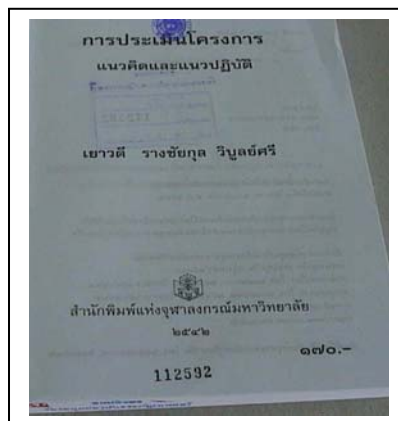 การประเมินโครงการ
แนวคิดและแนวปฏิบัติ
เยาวดี รางชัยกุล วิบูลย์ศรี
สำนักพิมพ์แห่งจุฬาลงกรณ์มหาวิทยาลัย
๒๕๔๒
๑๗๐.-
112592